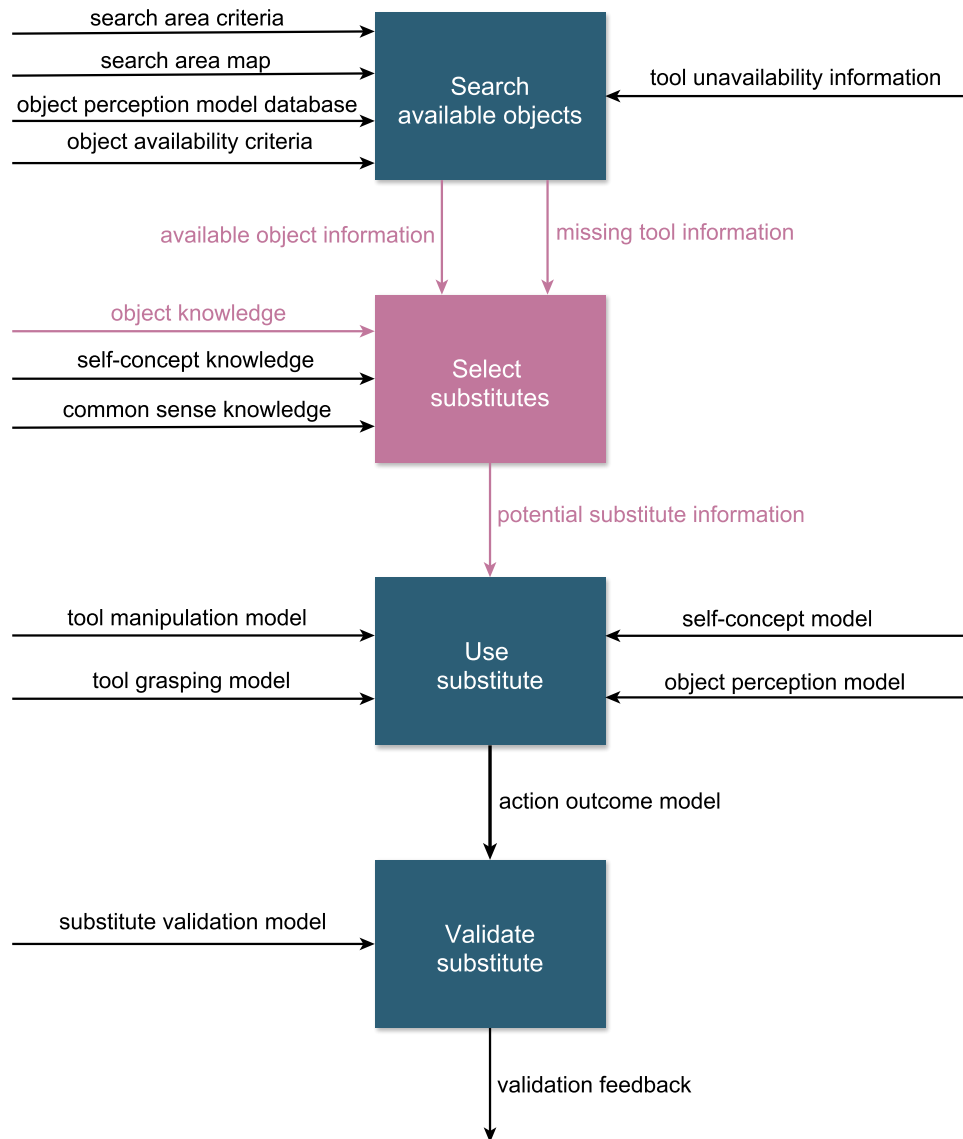 search area criteria
search area map
object perception model database
object availability criteria
Search
available objects
tool unavailability information
available object information
missing tool information
object knowledge
self-concept knowledge
common sense knowledge
Select
substitutes
potential substitute information
tool manipulation model
tool grasping model
Use
substitute
self-concept model
object perception model
action outcome model
substitute validation model
Validate
substitute
validation feedback